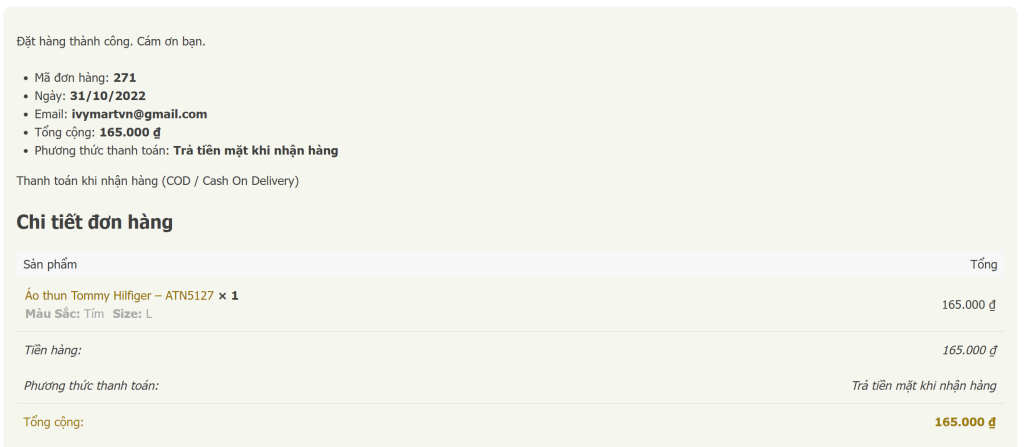 Đặt hàng thành công. Cám ơn bạn.
• Mã đơn hàng: 271
• Ngày: 31/10/2022
• Email: ivymartvn@gmail.com
• Tổng cộng: 165.000 ₫
• Phương thức thanh toán: Trả tiền mặt khi nhận hàng
Thanh toán khi nhận hàng (COD / Cash On Delivery)
Chi tiết đơn hàng
Sản phẩm Tổng
Áo thun Tommy Hilfiger – ATN5127 × 1 165.000 ₫
Màu Sắc: Tím Size: L
Tiền hàng: 165.000 ₫
Phương thức thanh toán: Trả tiền mặt khi nhận hàng
Tổng cộng: 165.000 ₫